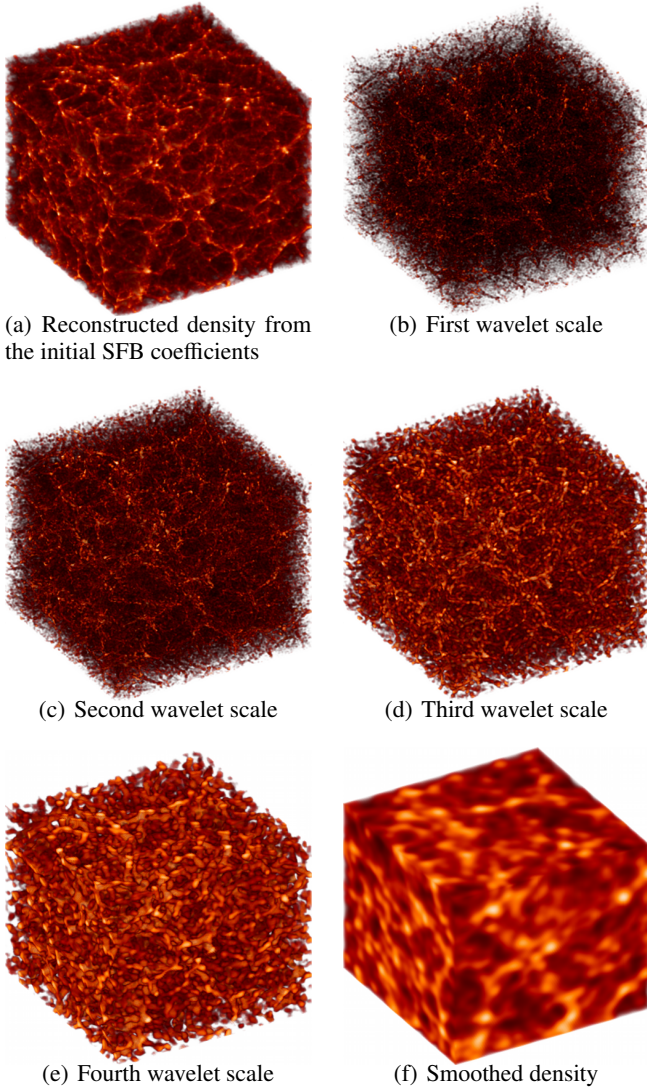 (a) Reconstructed density from
the initial SFB coefficients
(b) First wavelet scale
(c) Second wavelet scale
(d) Third wavelet scale
(e) Fourth wavelet scale
(f) Smoothed density